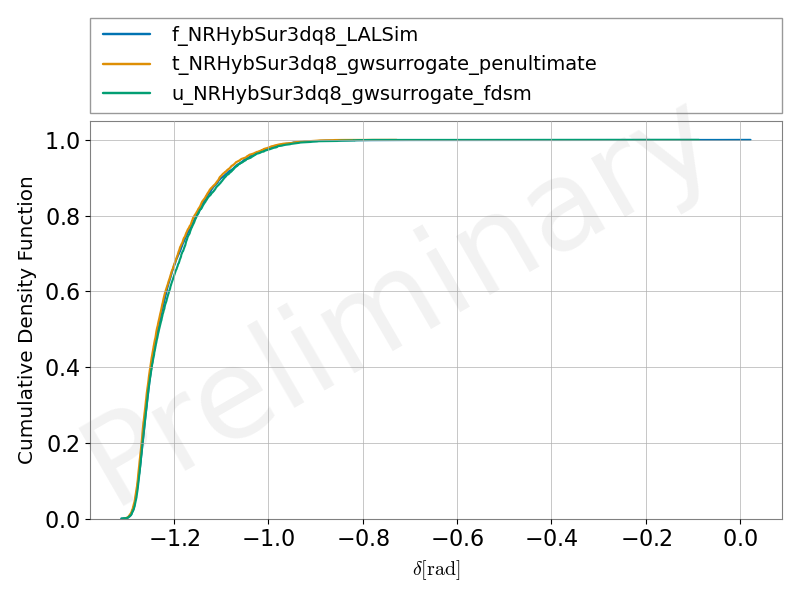 f_NRHybSur3dq8_LALSim
t_NRHybSur3dq8_gwsurrogate_penultimate
u_NRHybSur3dq8_gwsurrogate_fdsm
1.0
0.8
0.6
0.4
0.2
0.0
Cumulative Density Function
Preliminary
−1.2 −1.0 −0.8 −0.6 −0.4 −0.2 0.0
δ[rad]